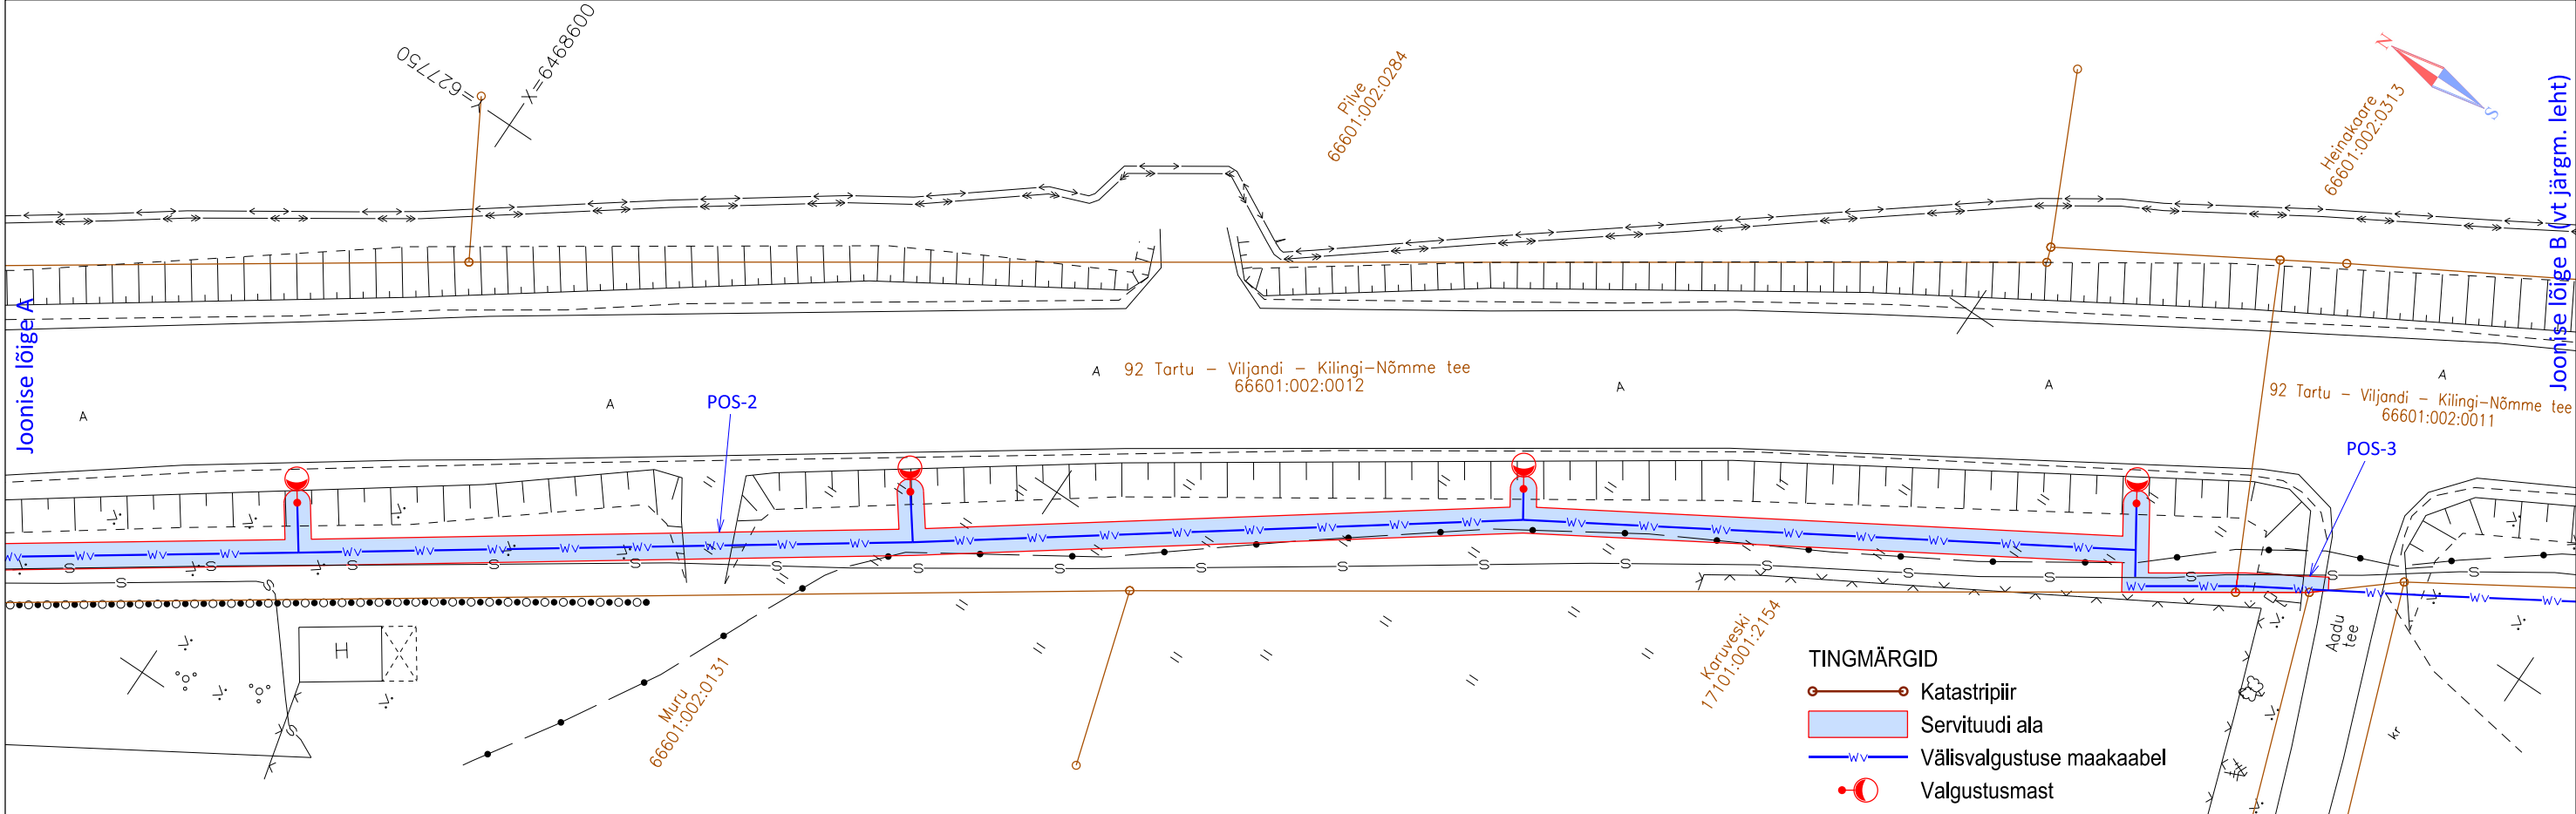 Y=627750
X=6468600
Pilve
66601:002:0284
Heinakaare
66601:002:0313
N
S
Joonise lõige A
Joonise lõige B (vt järgm. leht)
92 Tartu – Viljandi – Kilingi–Nõmme tee
66601:002:0012
92 Tartu – Viljandi – Kilingi–Nõmme tee
66601:002:0011
A
A
A
A
A
A
POS-2
POS-3
H
Muru
66601:002:0131
Karuveski
17101:001:2154
Aadu
tee
kr
TINGMÄRGID
Katastripiir
Servituudi ala
Välisvalgustuse maakaabel
Valgustusmast